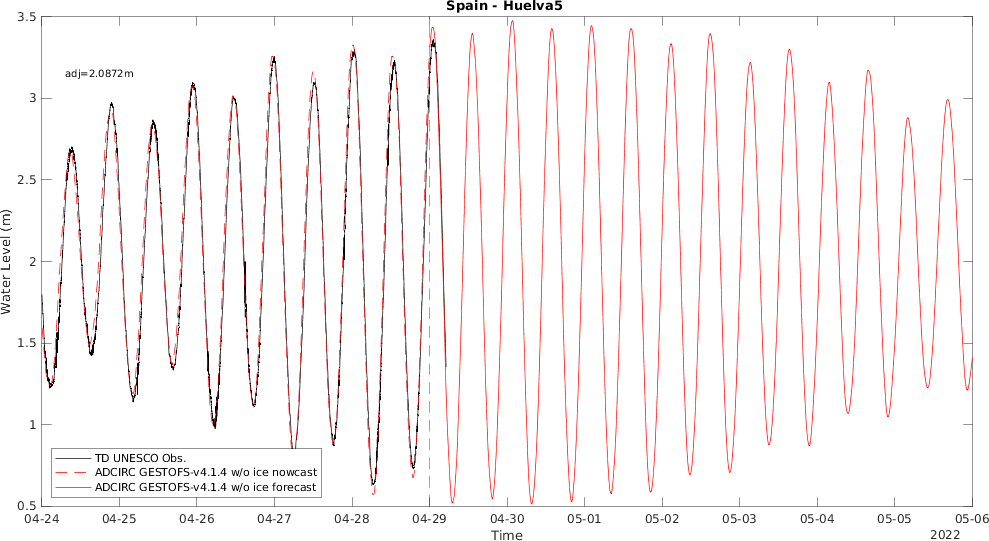 Spain - Huelva5
adj=2.0872m
Water Level (m)
3.5
3
2.5
2
1.5
1
0.5
TD UNESCO Obs.
ADCIRC GESTOFS-v4.1.4 w/o ice nowcast
ADCIRC GESTOFS-v4.1.4 w/o ice forecast
04-24 04-25 04-26 04-27 04-28 04-29 04-30 05-01 05-02 05-03 05-04 05-05 05-06
Time
2022